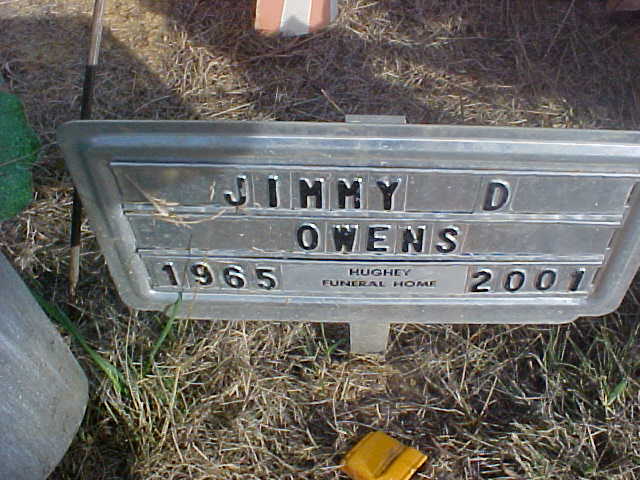 JIMMY D
OWENS
1965 HUGHEY FUNERAL HOME 2001